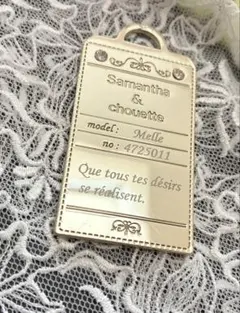 Samantha
&
chouette
model: Melle
no: 4725011
Que tous tes désirs
se réalisent.